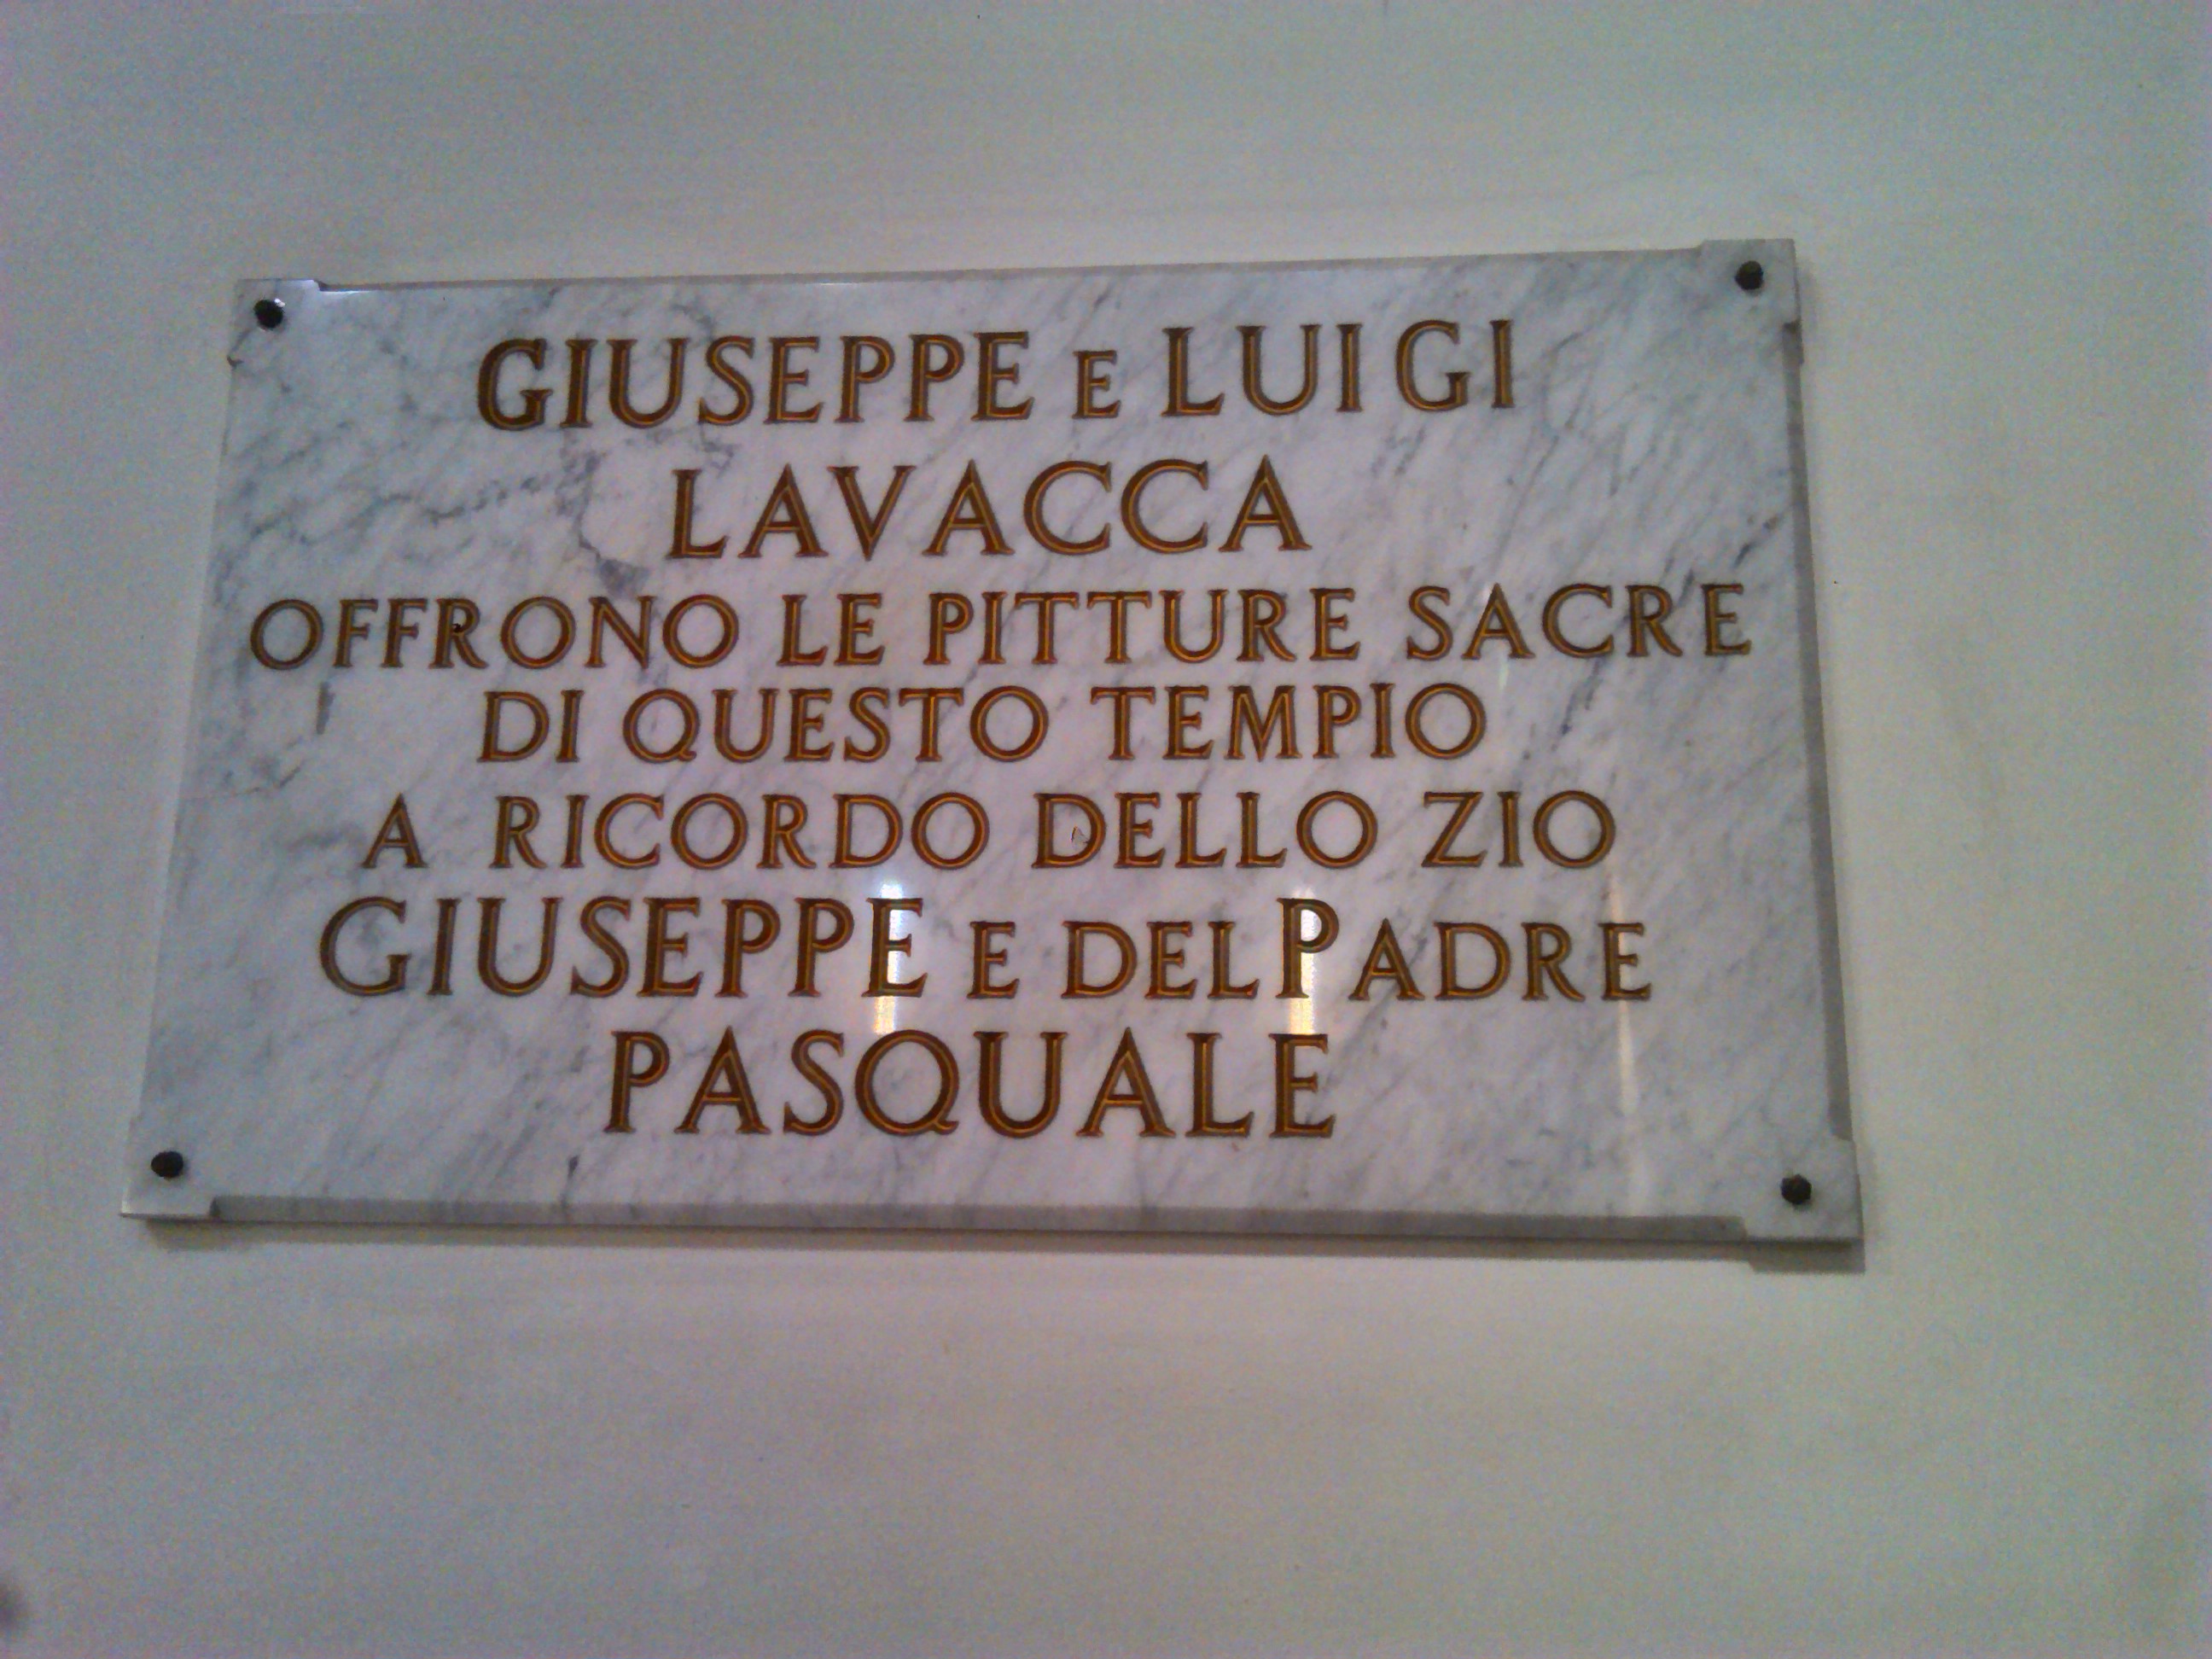 GIUSEPPE E LUIGI
LAVACCA
OFFRONO LE PITTURE SACRE
DI QUESTO TEMPIO
A RICORDO DELLO ZIO
GIUSEPPE E DEL PADRE
PASQUALE